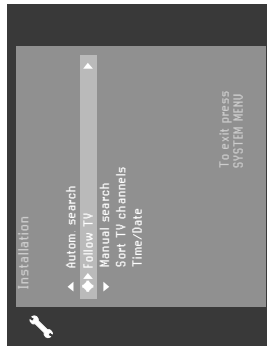 Installation
Autom. search
Follow TV
Manual search
Sort TV channels
Time/Date
To exit press
SYSTEM MENU